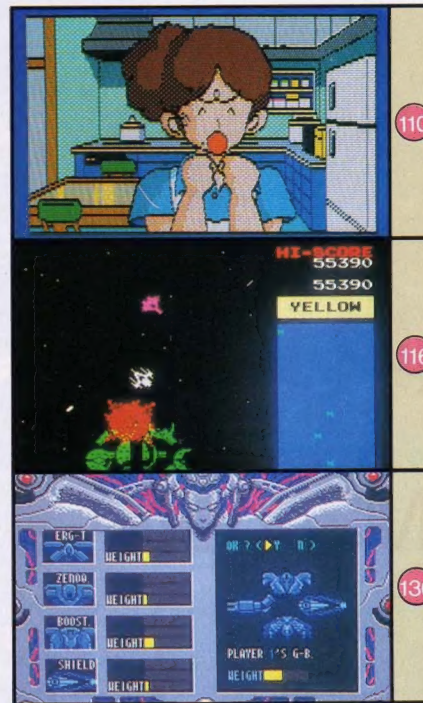 110
HI-SCORE
55390
55390
YELLOW
116
ERG-T
WEIGHT
ZENOA
WEIGHT
BOOST.
WEIGHT
SHIELD
WEIGHT
OK ? < Y N >
PLAYER 1'S G-B.
WEIGHT